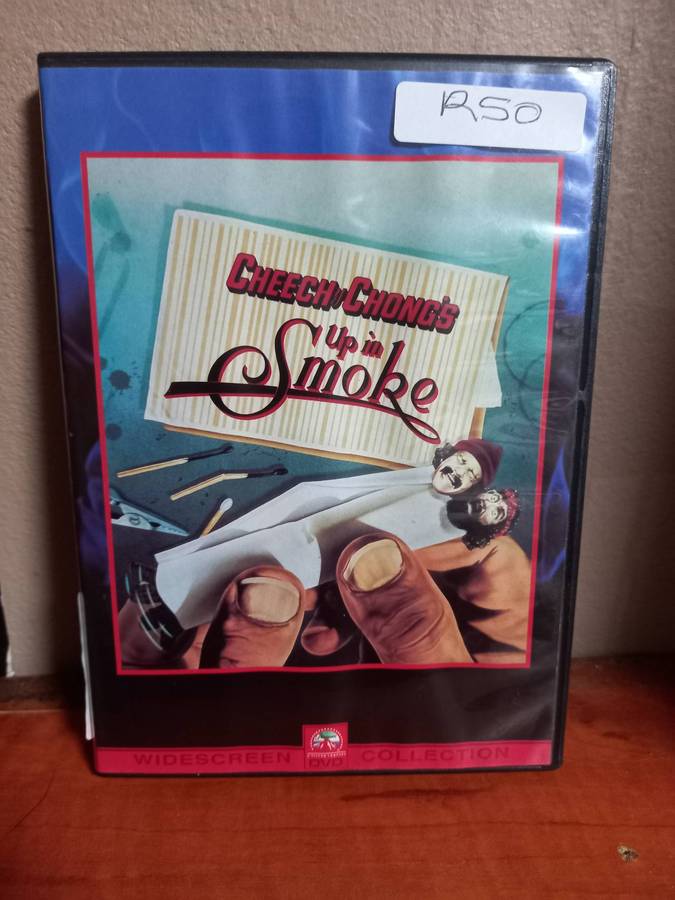 R50
CHEECH & CHONG'S
Up in
Smoke
WIDESCREEN DVD COLLECTION